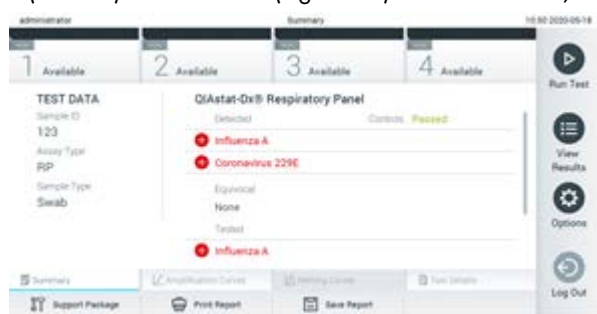 administrator Summary 10:50 2020-05-18
1 Available 2 Available 3 Available 4 Available
Run Test
TEST DATA
Sample ID
123
Assay Type
RP
Sample Type
Swab
QIAstat-Dx® Respiratory Panel
Detected Controls Passed
Influenza A
Coronavirus 229E
Equivocal
None
Tested
Influenza A
View
Results
Options
Log Out
Summary Amplification Curves Melting Curves Test Details
Support Package Print Report Save Report